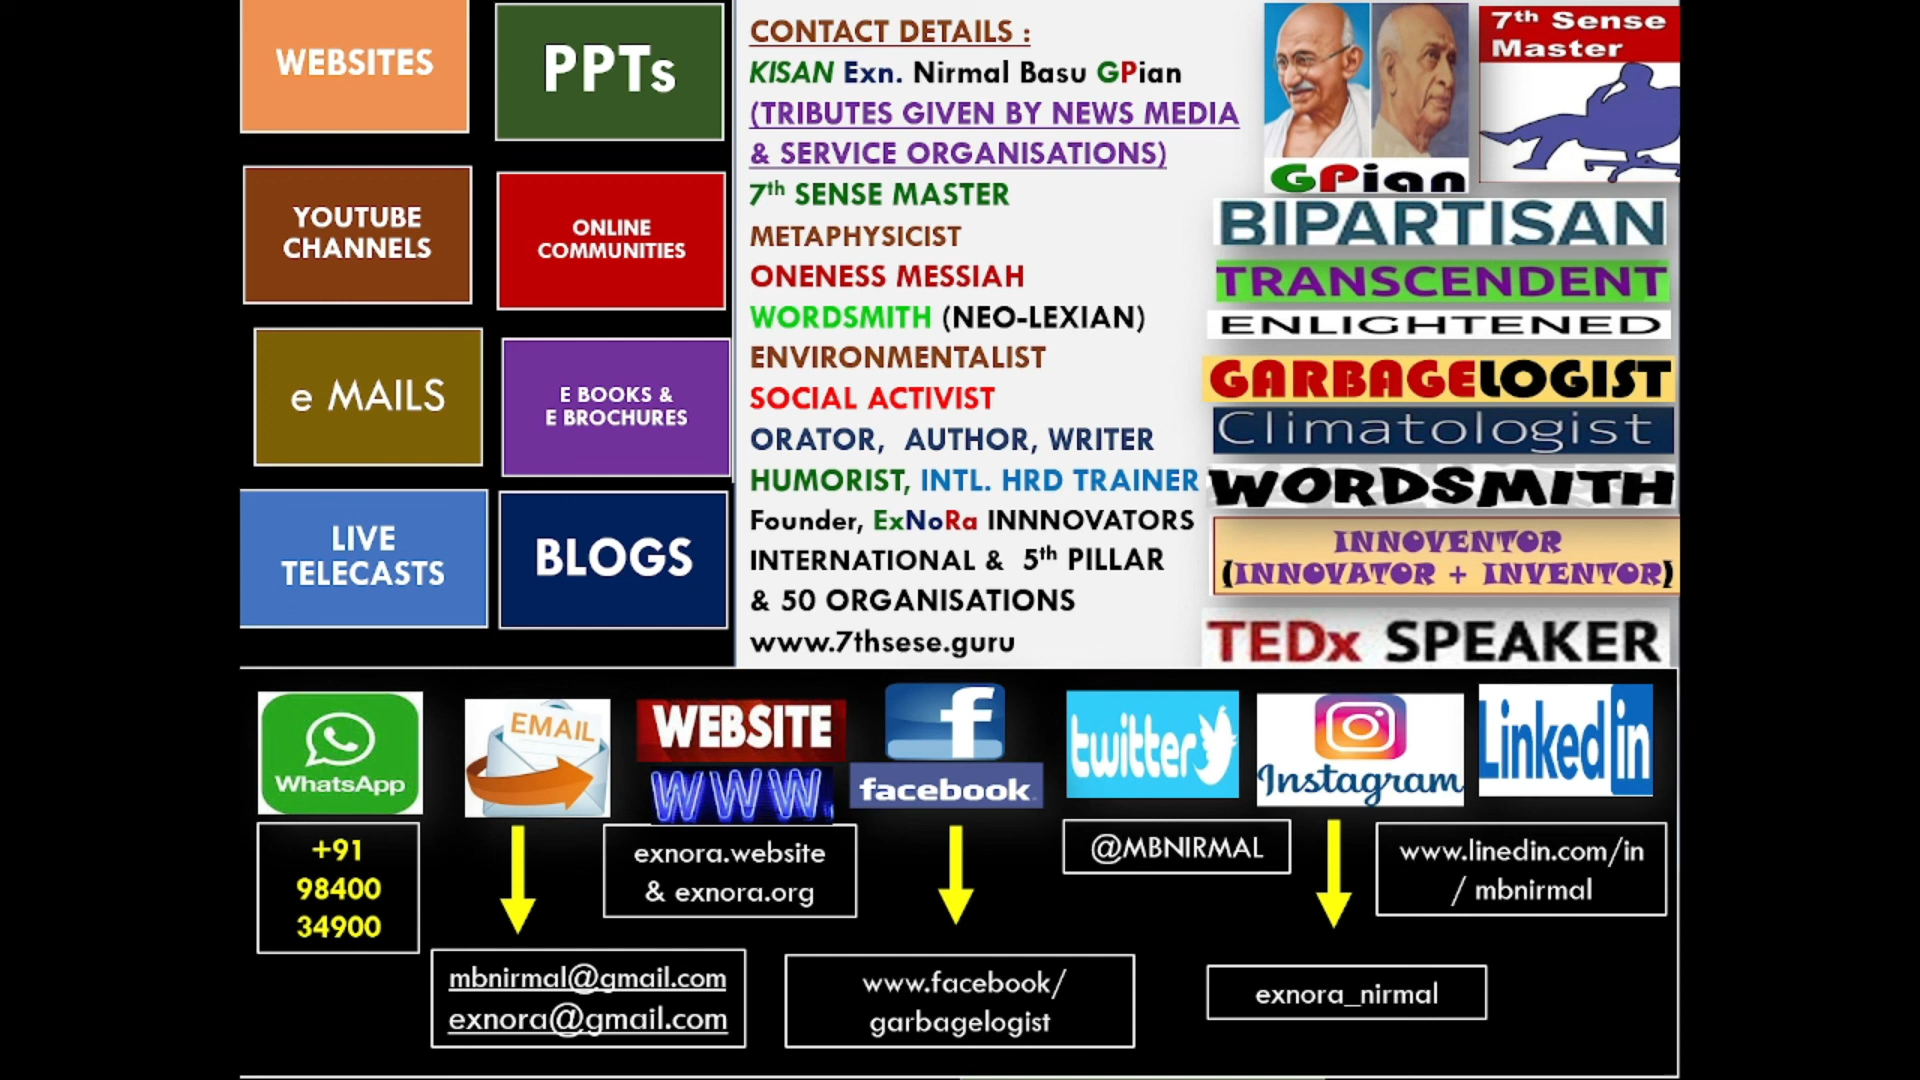 WEBSITES
PPTs
YOUTUBE
CHANNELS
ONLINE
COMMUNITIES
e MAILS
E BOOKS &
E BROCHURES
LIVE
TELECASTS
BLOGS
CONTACT DETAILS :
KISAN Exn. Nirmal Basu GPian
(TRIBUTES GIVEN BY NEWS MEDIA
& SERVICE ORGANISATIONS)
7th SENSE MASTER
METAPHYSICIST
ONENESS MESSIAH
WORDSMITH (NEO-LEXIAN)
ENVIRONMENTALIST
SOCIAL ACTIVIST
ORATOR, AUTHOR, WRITER
HUMORIST, INTL. HRD TRAINER
Founder, ExNoRa INNNOVATORS
INTERNATIONAL & 5th PILLAR
& 50 ORGANISATIONS
www.7thsese.guru
GPian
7th Sense
Master
BIPARTISAN
TRANSCENDENT
ENLIGHTENED
GARBAGELOGIST
Climatologist
WORDSMITH
INNOVENTOR
(INNOVATOR + INVENTOR)
TEDx SPEAKER
WhatsApp
+91
98400
34900
EMAIL
mbnirmal@gmail.com
exnora@gmail.com
WEBSITE
WWW.
exnora.website
& exnora.org
f
facebook
www.facebook/
garbagelogist
twitter
@MBNIRMAL
Instagram
exnora_nirmal
Linked in
www.linedin.com/in
/ mbnirmal